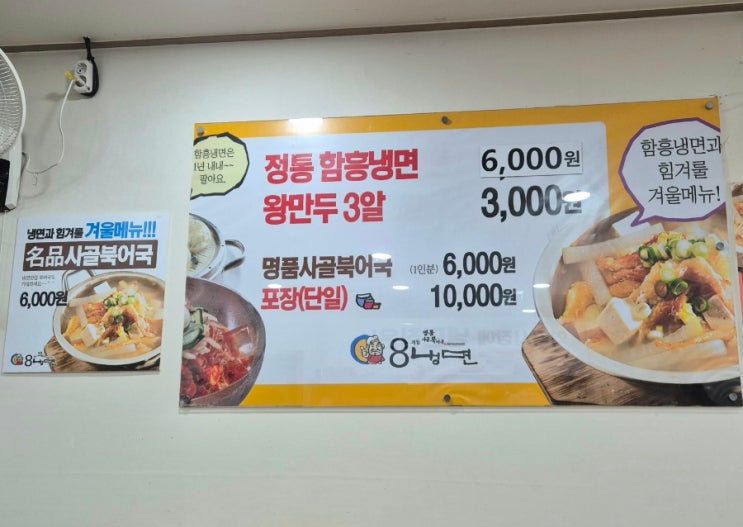 냉면과 힘겨룰 겨울메뉴!!!
名品사골북어국
6,000원
8냉면
함흥냉면은
1년 내내~~
팔아요.
정통 함흥냉면 6,000원
왕만두 3알 3,000원
명품사골북어국 (1인분) 6,000원
포장(단일) 10,000원
8냉면
함흥냉면과
힘겨룰
겨울메뉴!